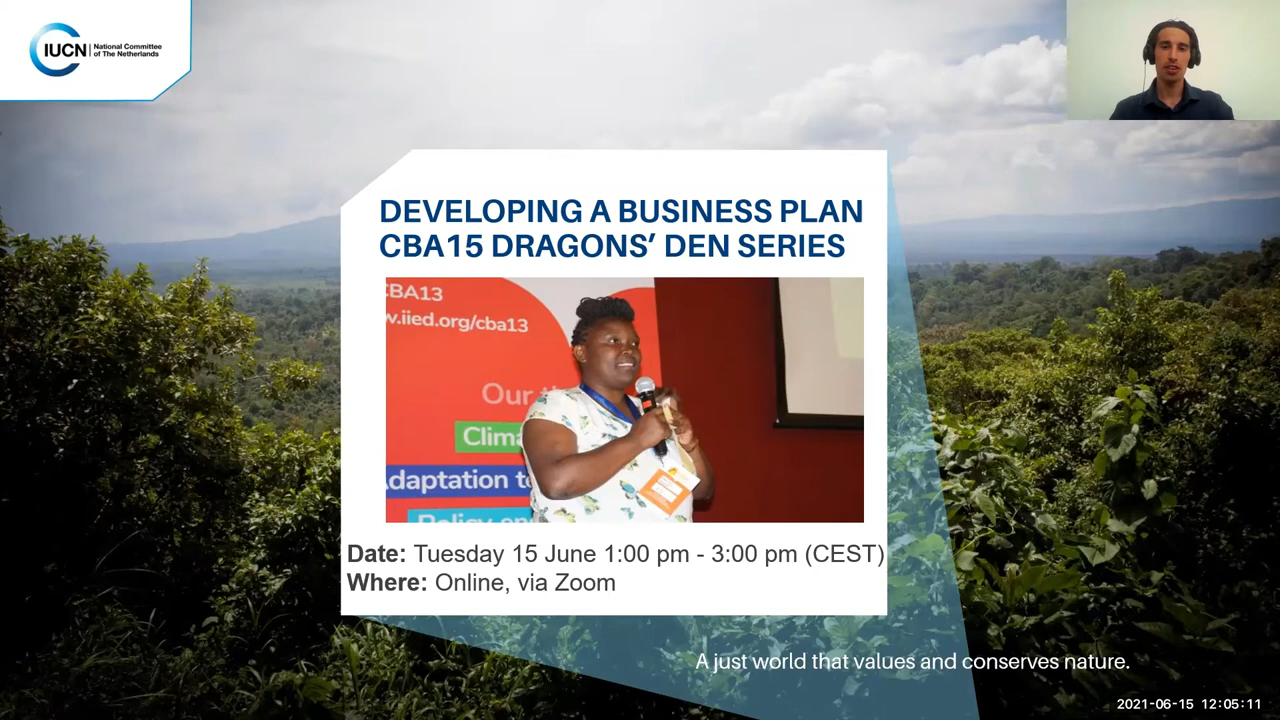 IUCN
National Committee
of The Netherlands
DEVELOPING A BUSINESS PLAN
CBA15 DRAGONS’ DEN SERIES
CBA13
w.iied.org/cba13
Our
Clima
Adaptation to
Policy
Date: Tuesday 15 June 1:00 pm - 3:00 pm (CEST)
Where: Online, via Zoom
A just world that values and conserves nature.
2021-06-15 12:05:11